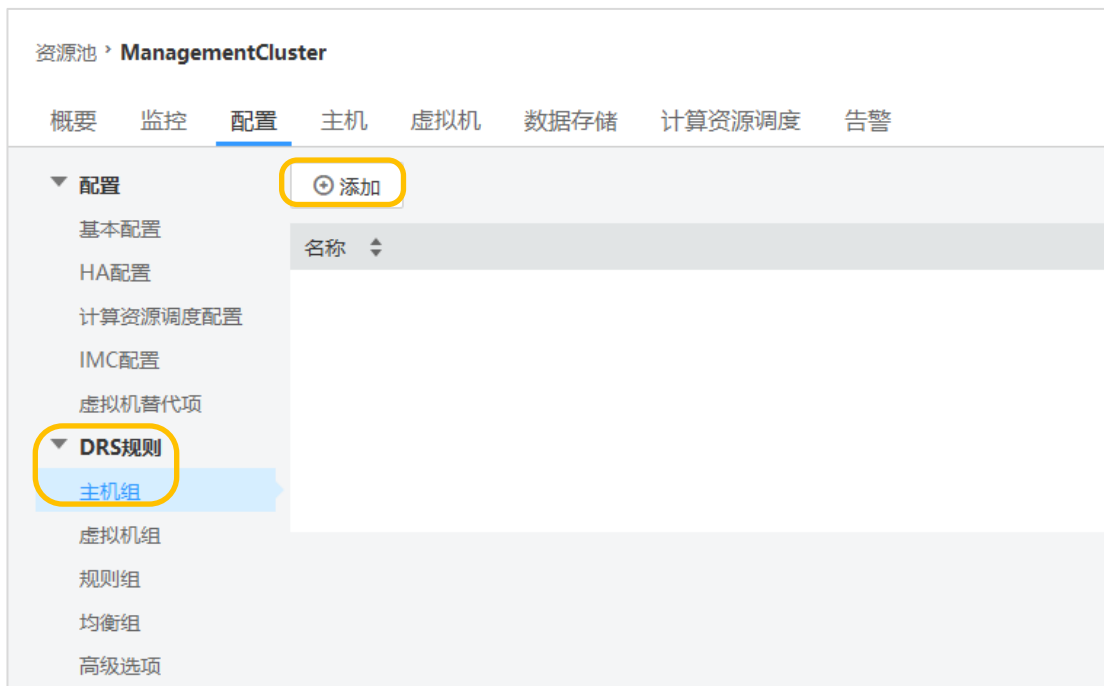 资源池 › ManagementCluster
概要 监控 配置 主机 虚拟机 数据存储 计算资源调度 告警
配置
添加
基本配置
名称
HA配置
计算资源调度配置
IMC配置
虚拟机替代项
DRS规则
主机组
虚拟机组
规则组
均衡组
高级选项